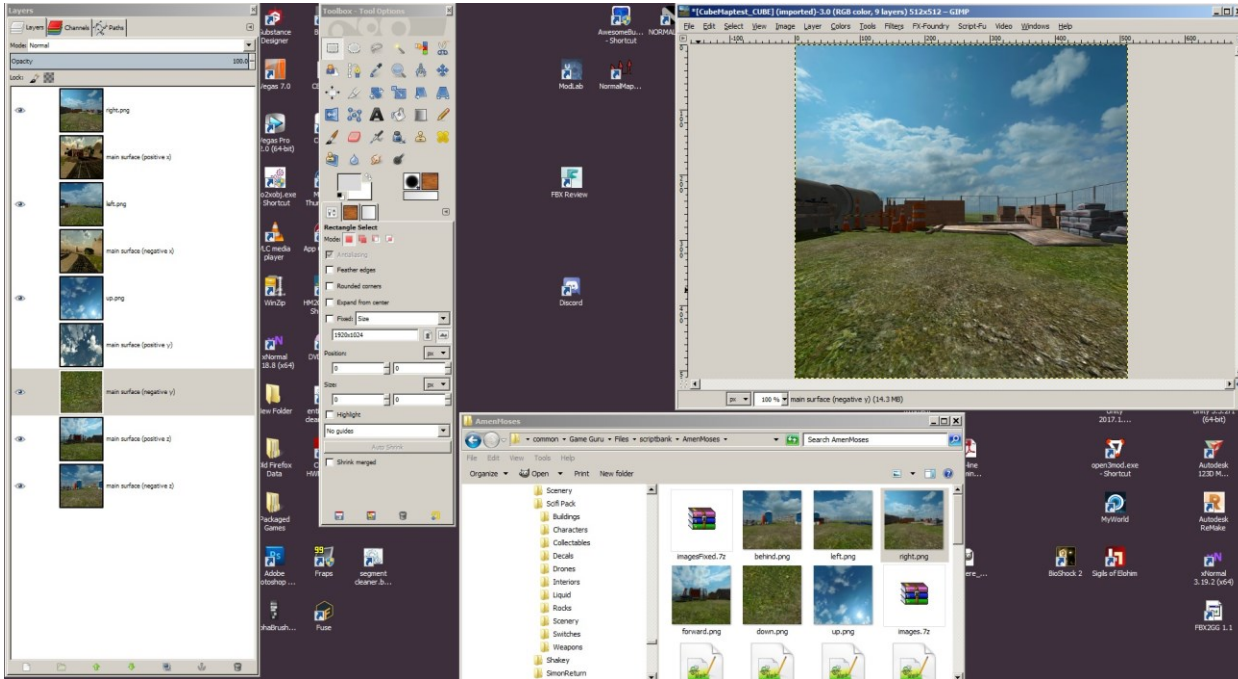 Layers
Layers Channels Paths
Mode: Normal
Opacity 100.0
Lock:
right.png
main surface (positive x)
left.png
main surface (negative x)
up.png
main surface (positive y)
main surface (negative y)
main surface (positive z)
main surface (negative z)
Substance
Designer
Vegas 7.0
Vegas Pro
WinZip
xNormal
New Folder
Old Firefox
Data
Packaged
Games
Adobe
Fraps
segment
cleaner.b...
Fuse
Toolbox - Tool Options
Rectangle Select
Mode:
Antialiasing
Feather edges
Rounded corners
Expand from center
Fixed: Size
1920x1024
Position: px
0 0
Size: px
0 0
Highlight
No guides
Auto Shrink
Shrink merged
AwesomeBu...
- Shortcut
ModLab
NormalMap...
FBX Review
Discord
*[CubeMaptest_CUBE] (imported)-3.0 (RGB color, 9 layers) 512x512 – GIMP
File Edit Select View Image Layer Colors Tools Filters FX-Foundry Script-Fu Video Windows Help
px 100 % main surface (negative y) (14.3 MB)
AmenMoses
common Game Guru Files scriptbank AmenMoses Search AmenMoses
File Edit View Tools Help
Organize Open Print New folder
Scenery
Scifi Pack
Buildings
Characters
Collectables
Decals
Drones
Interiors
Liquid
Rocks
Scenery
Switches
Weapons
Shakey
SimonReturn
imagesFixed.7z behind.png left.png right.png
forward.png down.png up.png images.7z
2017.1....
(64-bit)
open3mod.exe
- Shortcut
Autodesk
123D M...
MyWorld
Autodesk
ReMake
BioShock 2
Sigils of Elohim
xNormal
3.19.2 (x64)
FBX2GG 1.1